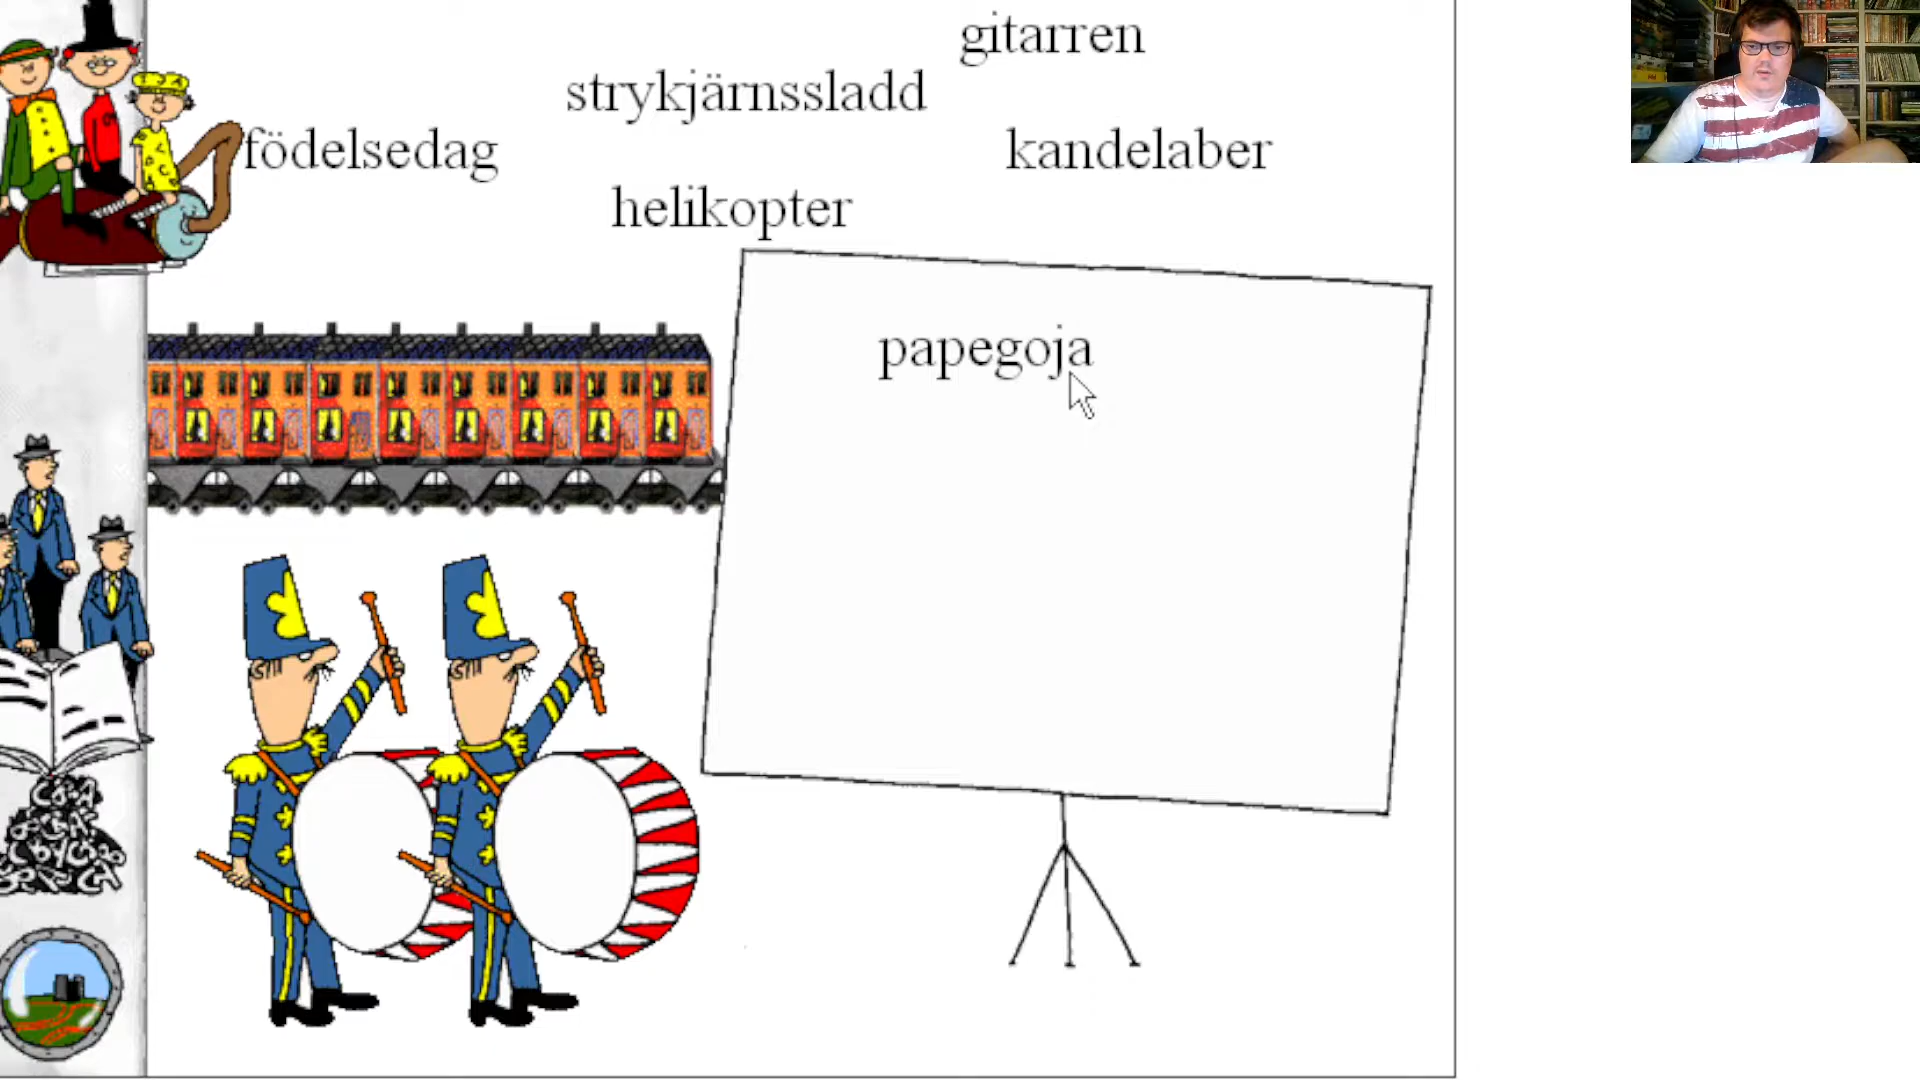 gitarren
strykjärnssladd
födelsedag
kandelaber
helikopter
papegoja